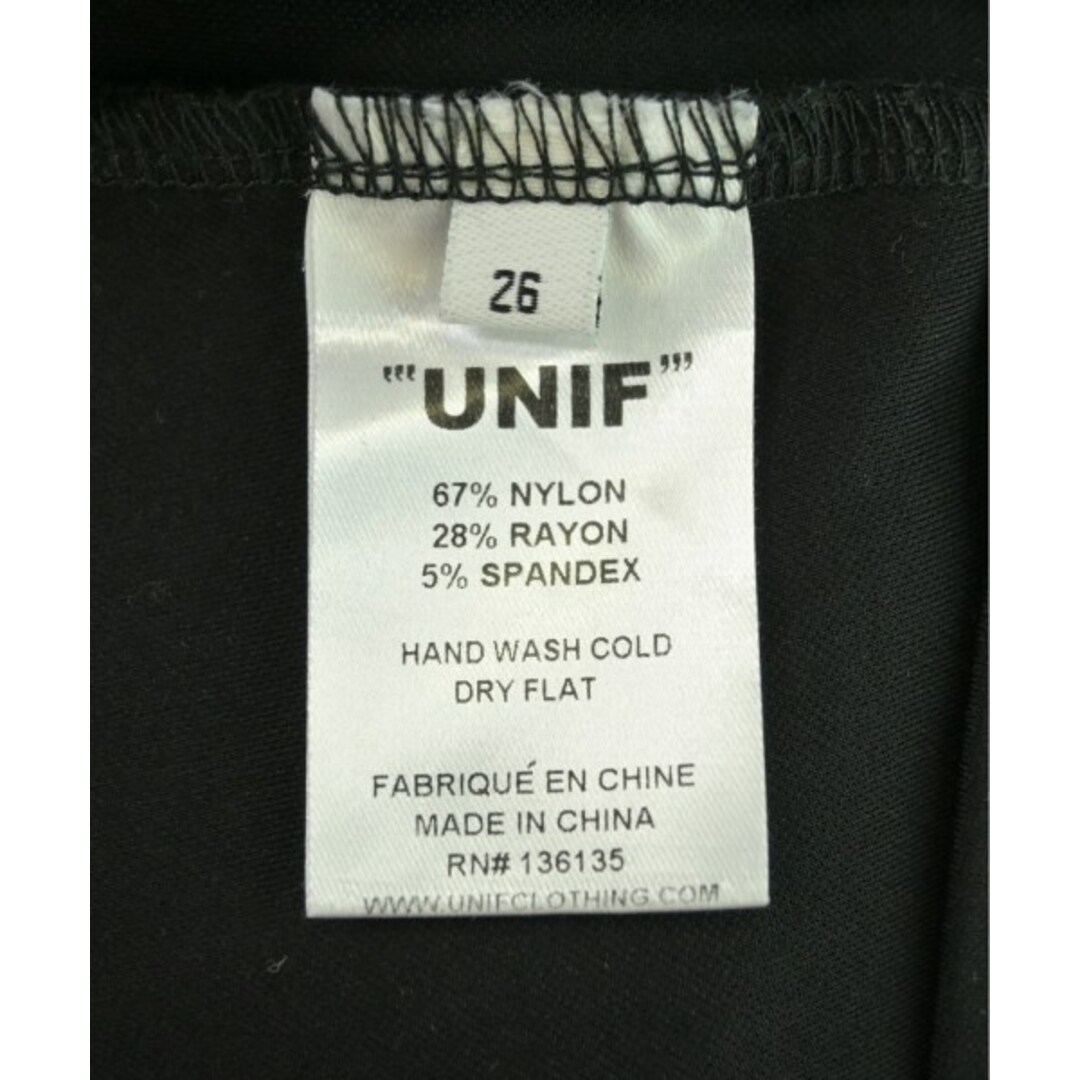 26
"'UNIF'"
67% NYLON
28% RAYON
5% SPANDEX
HAND WASH COLD
DRY FLAT
FABRIQUÉ EN CHINE
MADE IN CHINA
RN# 136135
WWW.UNIFCLOTHING.COM